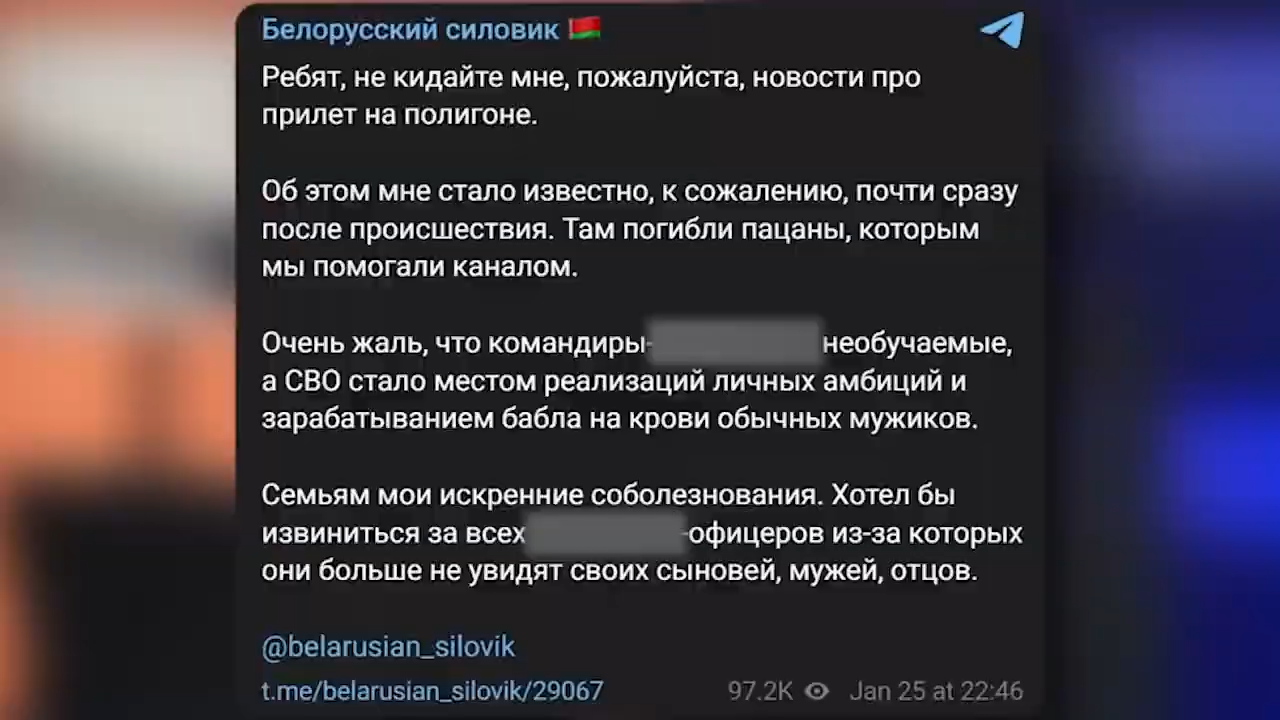 Белорусский силовик
Ребят, не кидайте мне, пожалуйста, новости про
прилет на полигоне.
Об этом мне стало известно, к сожалению, почти сразу
после происшествия. Там погибли пацаны, которым
мы помогали каналом.
Очень жаль, что командиры- необучаемые,
а СВО стало местом реализаций личных амбиций и
зарабатыванием бабла на крови обычных мужиков.
Семьям мои искренние соболезнования. Хотел бы
извиниться за всех -офицеров из-за которых
они больше не увидят своих сыновей, мужей, отцов.
@belarusian_silovik
t.me/belarusian_silovik/29067 97.2K Jan 25 at 22:46